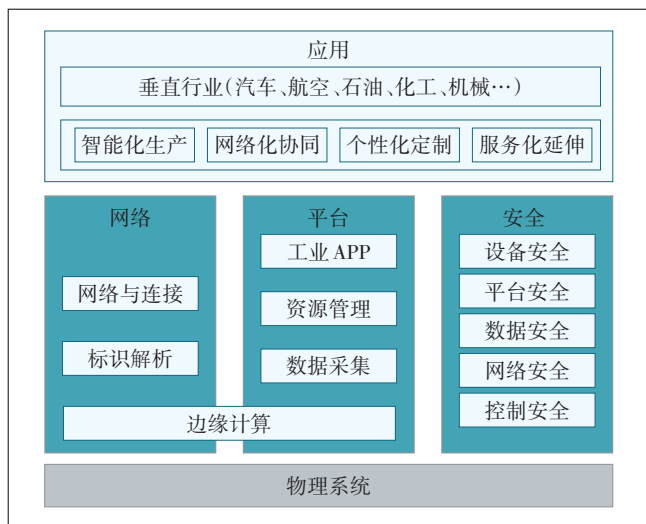 应用
垂直行业(汽车、航空、石油、化工、机械…)
智能化生产
网络化协同
个性化定制
服务化延伸
网络
网络与连接
标识解析
平台
工业 APP
资源管理
数据采集
边缘计算
安全
设备安全
平台安全
数据安全
网络安全
控制安全
物理系统